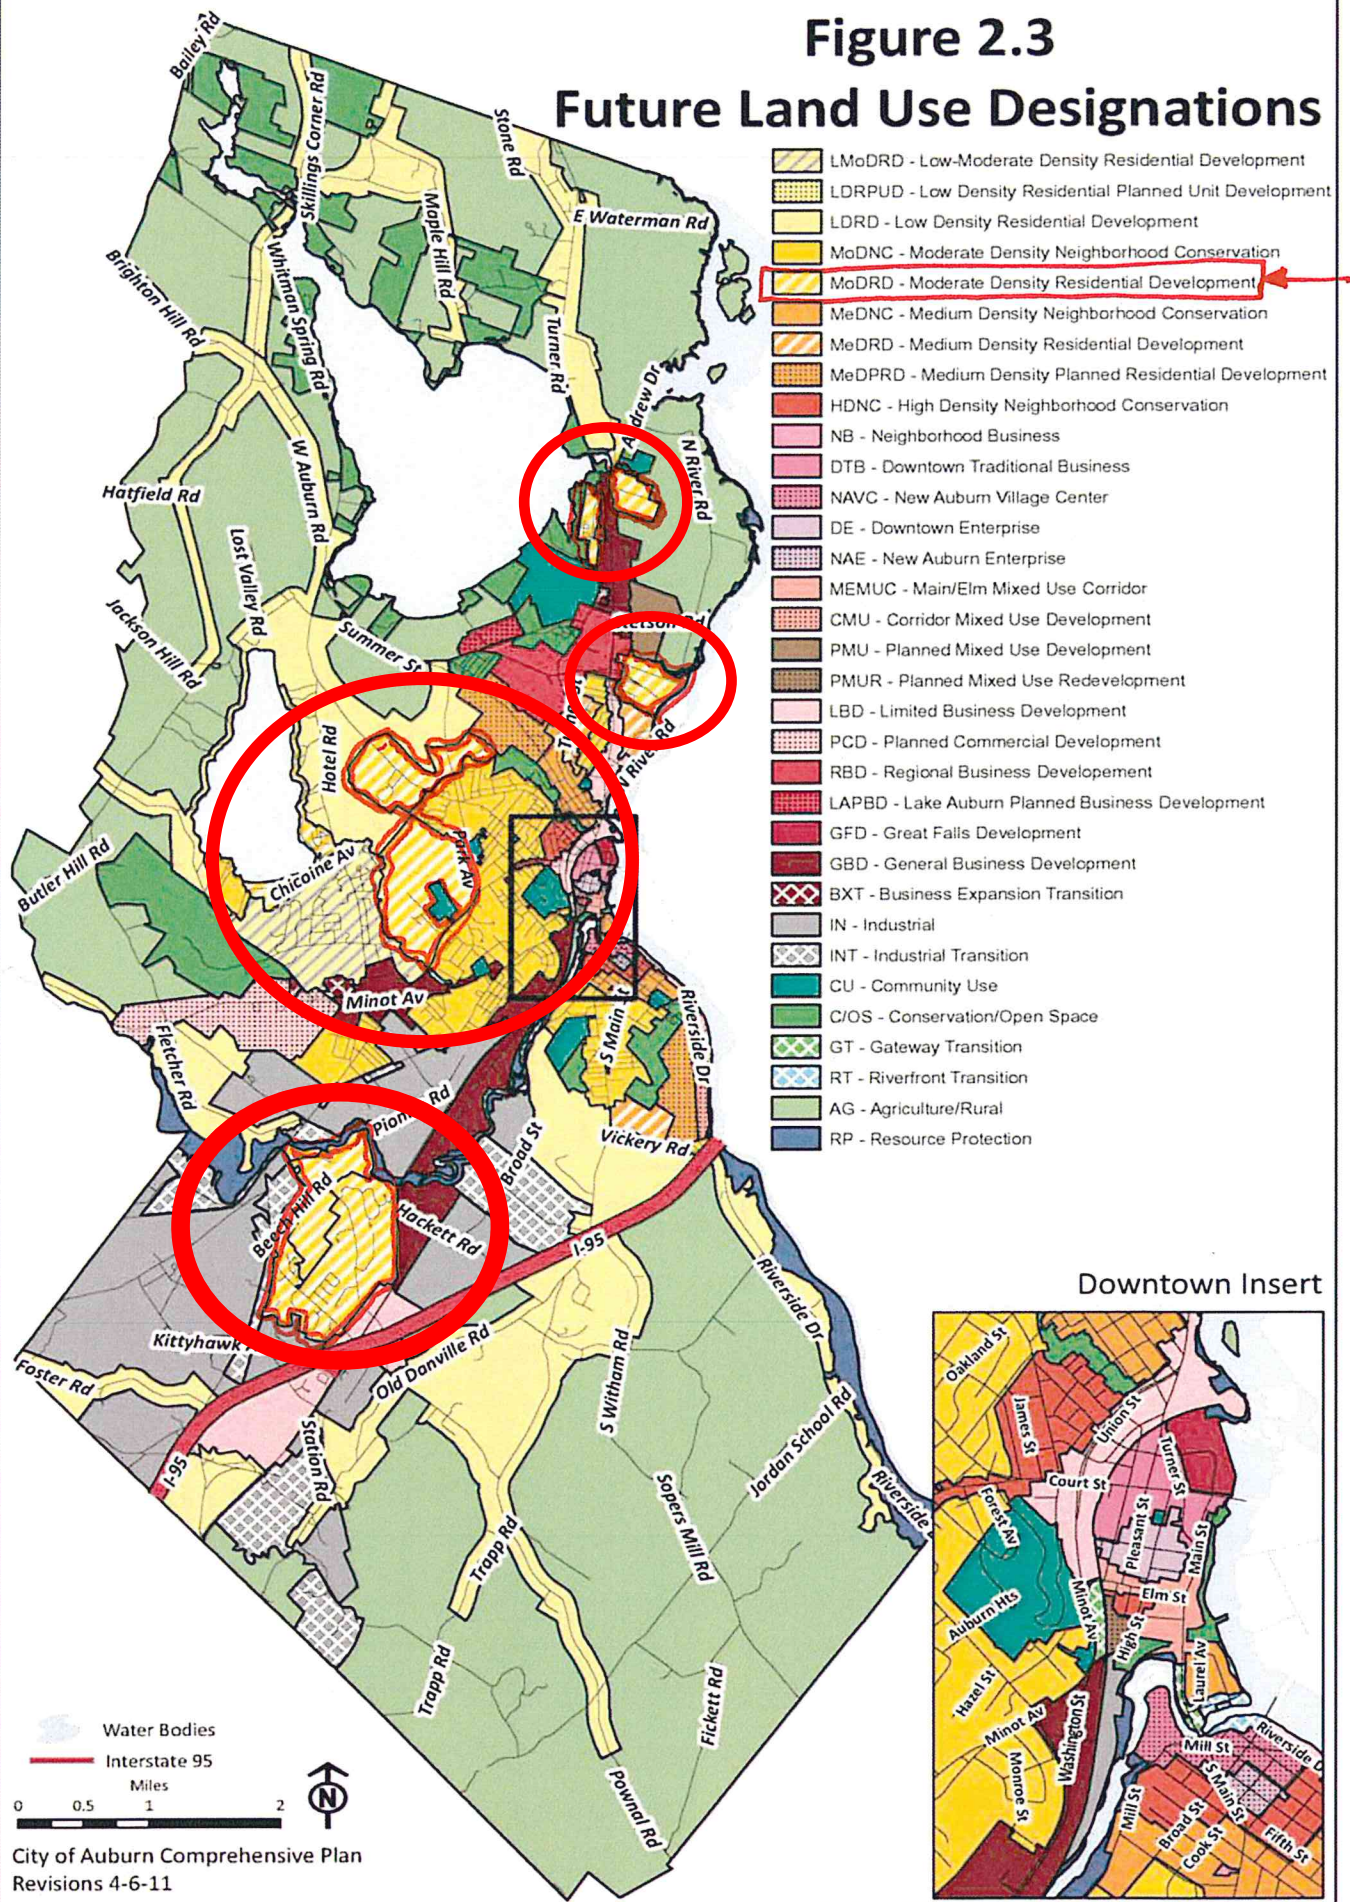 Figure 2.3
Future Land Use Designations
LMoDRD - Low-Moderate Density Residential Development
LDRPUD - Low Density Residential Planned Unit Development
LDRD - Low Density Residential Development
MoDNC - Moderate Density Neighborhood Conservation
MoDRD - Moderate Density Residential Development
MeDNC - Medium Density Neighborhood Conservation
MeDRD - Medium Density Residential Development
MeDPRD - Medium Density Planned Residential Development
HDNC - High Density Neighborhood Conservation
NB - Neighborhood Business
DTB - Downtown Traditional Business
NAVC - New Auburn Village Center
DE - Downtown Enterprise
NAE - New Auburn Enterprise
MEMUC - Main/Elm Mixed Use Corridor
CMU - Corridor Mixed Use Development
PMU - Planned Mixed Use Development
PMUR - Planned Mixed Use Redevelopment
LBD - Limited Business Development
PCD - Planned Commercial Development
RBD - Regional Business Developement
LAPBD - Lake Auburn Planned Business Development
GFD - Great Falls Development
GBD - General Business Development
BXT - Business Expansion Transition
IN - Industrial
INT - Industrial Transition
CU - Community Use
C/OS - Conservation/Open Space
GT - Gateway Transition
RT - Riverfront Transition
AG - Agriculture/Rural
RP - Resource Protection
Bailey Rd
Skillings Corner Rd
Stone Rd
Maple Hill Rd
E Waterman Rd
Whitman Spring Rd
Brighton Hill Rd
Turner Rd
Andrew Dr
N River Rd
W Auburn Rd
Hatfield Rd
Lost Valley Rd
Jackson Hill Rd
Summer St
Stetson Rd
Hotel Rd
N River Rd
Park Av
Chicoine Av
Butler Hill Rd
Minot Av
S Main St
Riverside Dr
Fletcher Rd
Vickery Rd
Broad St
Beech Hill Rd
Hackett Rd
I-95
Riverside Dr
Kittyhawk
Foster Rd
Old Danville Rd
S Witham Rd
Jordan School Rd
Station Rd
I-95
Sopers Mill Rd
Riverside
Trapp Rd
Trapp Rd
Fickett Rd
Pownal Rd
Downtown Insert
Oakland St
James St
Union St
Turner St
Court St
Forest Av
Pleasant St
Main St
Elm St
Minot Av
High St
Auburn Hts
Laurel Av
Hazel St
Minot Av
Washington St
Monroe St
Riverside D
Mill St
S Main St
Mill St
Broad St
Cook St
Fifth St
Water Bodies
Interstate 95
Miles
0 0.5 1 2
N
City of Auburn Comprehensive Plan
Revisions 4-6-11